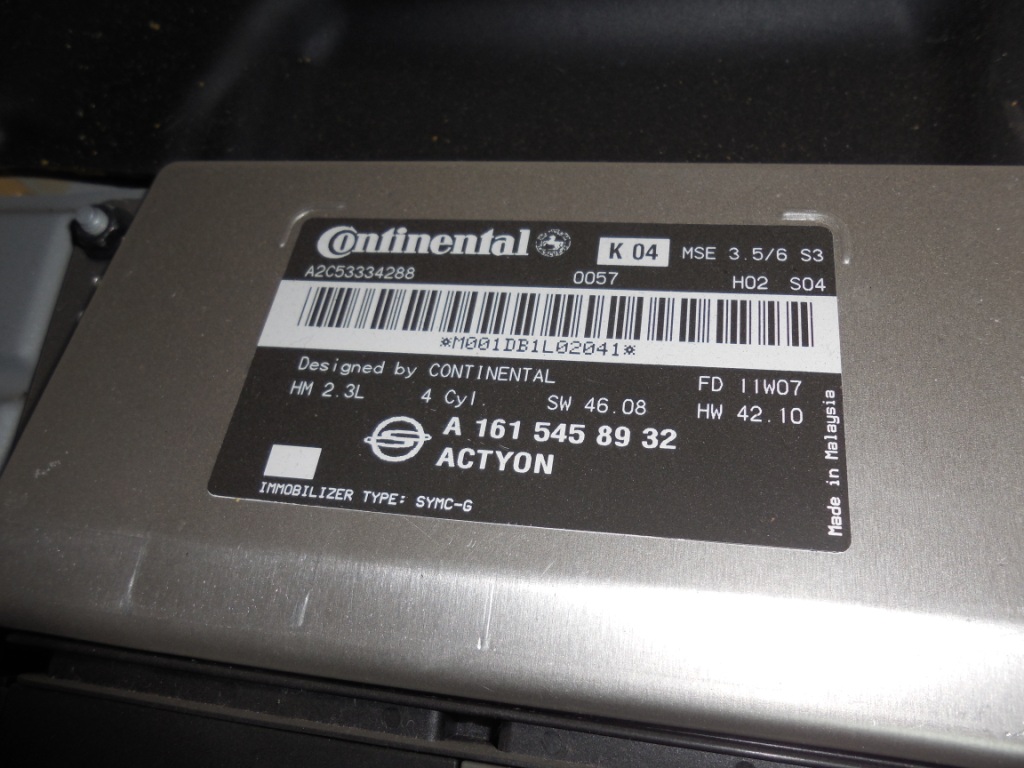 Continental K 04 MSE 3.5/6 S3
A2C53334288 0057 H02 S04
*M001DB1L02041*
Designed by CONTINENTAL FD 11W07
HM 2.3L 4 Cyl. SW 46.08 HW 42.10
A 161 545 89 32
ACTYON
IMMOBILIZER TYPE: SYMC-G
Made in Malaysia